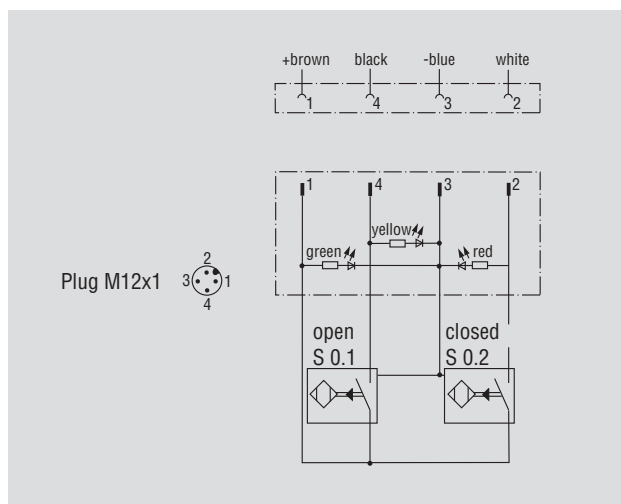 +brown black -blue white
1 4 3 2
1 4 3 2
yellow
green red
Plug M12x1
2
3 1
4
open closed
S 0.1 S 0.2